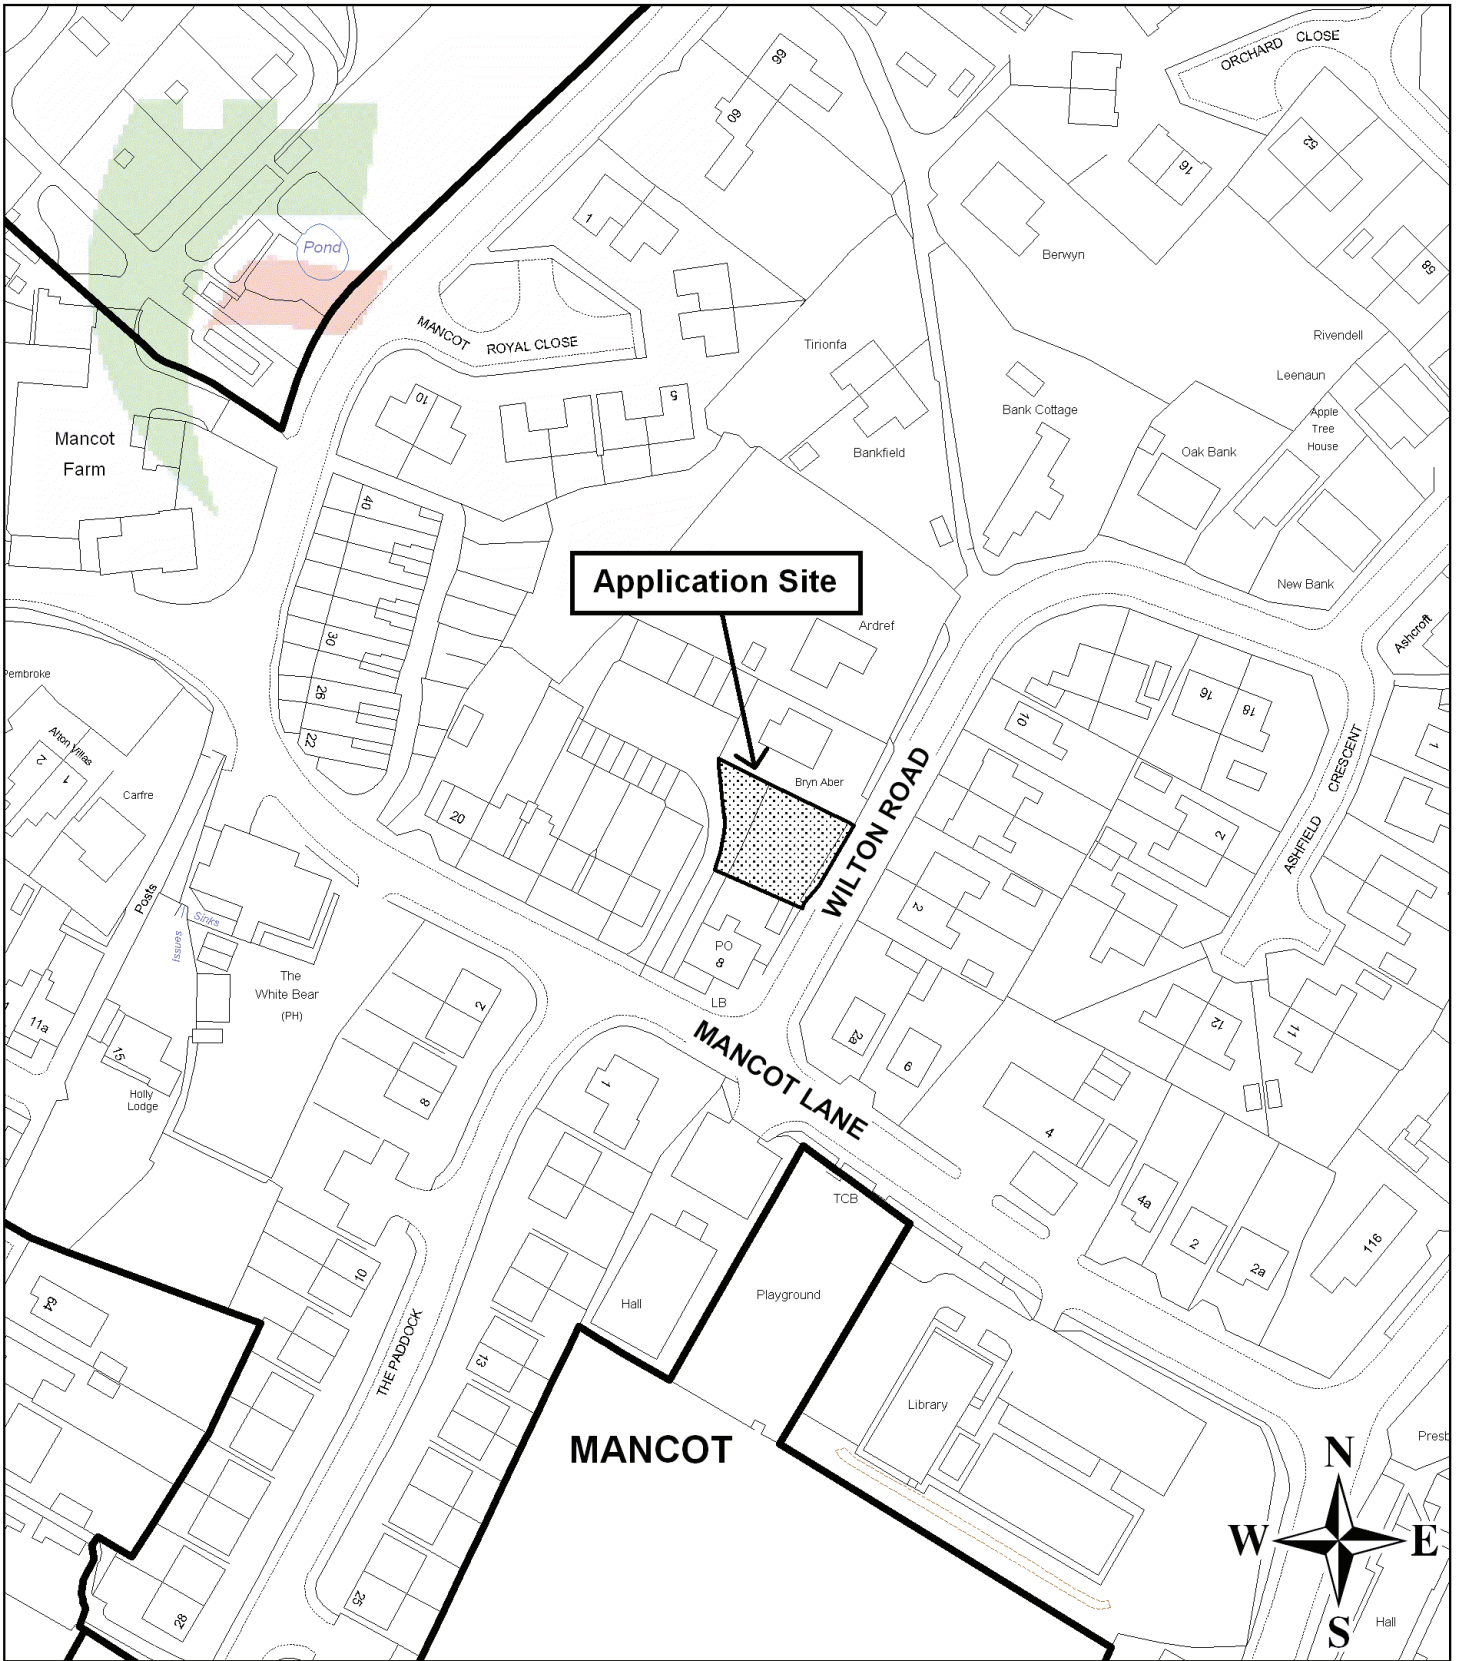 ORCHARD CLOSE
66
60
52
16
1
58
Pond
Berwyn
MANCOT
ROYAL CLOSE
Tirionfa
Rivendell
Leenaun
10
5
Bank Cottage
Apple
Tree
House
Mancot
Farm
Bankfield
Oak Bank
40
Application Site
New Bank
Ardref
Ashcroft
30
Pembroke
26
16
18
10
22
Alton Villas
2
1
1
Bryn Aber
WILTON ROAD
CRESCENT
ASHFIELD
Carfre
20
2
Posts
Sinks
Issues
2
PO
8
The
White Bear
(PH)
2
LB
11a
12
11
2a
15
MANCOT LANE
6
Holly
Lodge
8
1
4
TCB
4a
2
2a
116
10
64
Hall
Playground
THE PADDOCK
13
Library
MANCOT
Presb
N
W
E
S
25
28
Hall